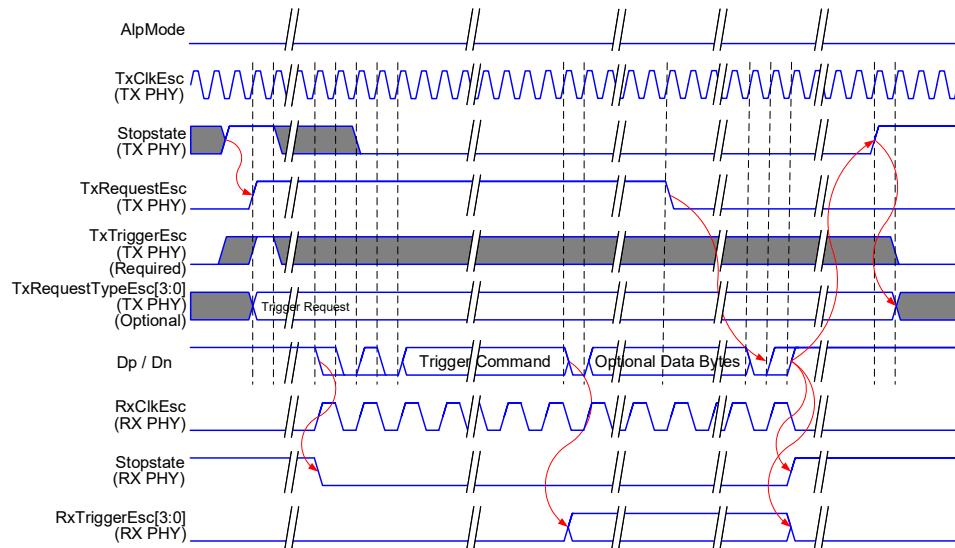 AlpMode
TxClkEsc
(TX PHY)
Stopstate
(TX PHY)
TxRequestEsc
(TX PHY)
TxTriggerEsc
(TX PHY)
(Required)
TxRequestTypeEsc[3:0]
(TX PHY)
(Optional)
Trigger Request
Dp / Dn
Trigger Command
Optional Data Bytes
RxClkEsc
(RX PHY)
Stopstate
(RX PHY)
RxTriggerEsc[3:0]
(RX PHY)